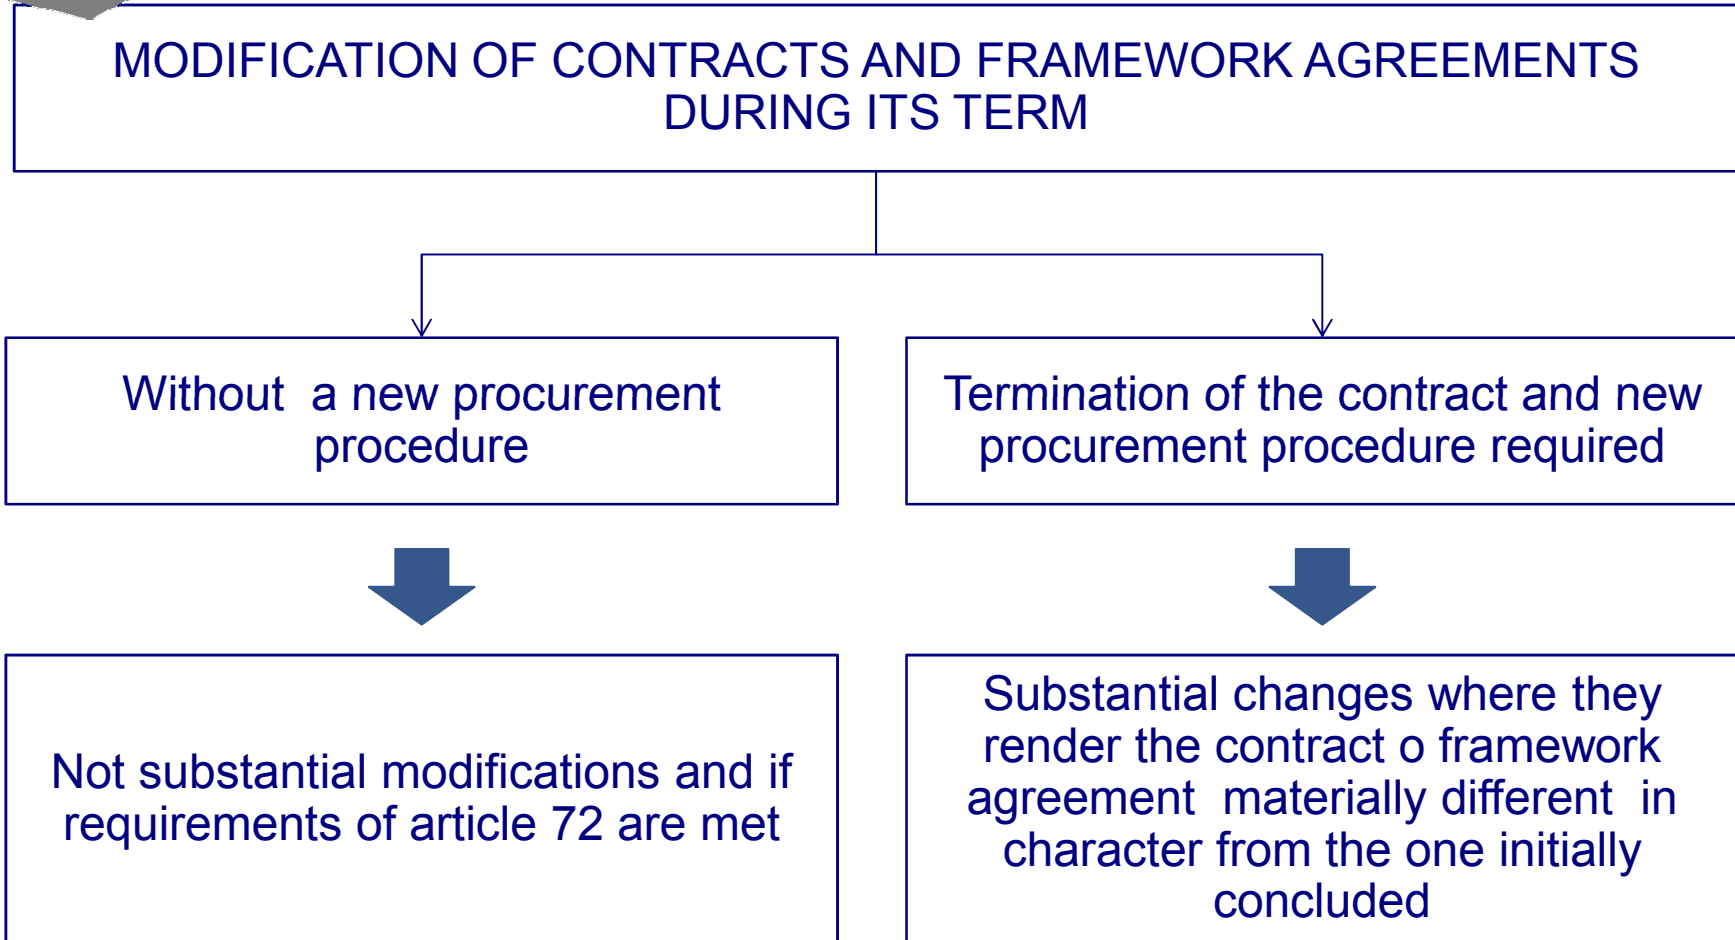 MODIFICATION OF CONTRACTS AND FRAMEWORK AGREEMENTS
DURING ITS TERM
Without a new procurement
procedure
Termination of the contract and new
procurement procedure required
Not substantial modifications and if
requirements of article 72 are met
Substantial changes where they
render the contract o framework
agreement materially different in
character from the one initially
concluded